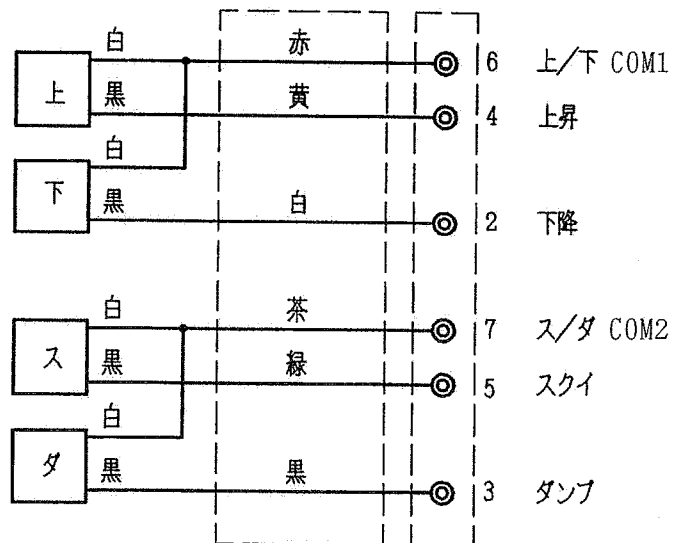 白 赤 6 上/下 COM1
上 黒 黄 4 上昇
白
下 黒 白 2 下降
白 茶 7 ス/ダ COM2
ス 黒 緑 5 スクイ
白
ダ 黒 黒 3 ダンプ